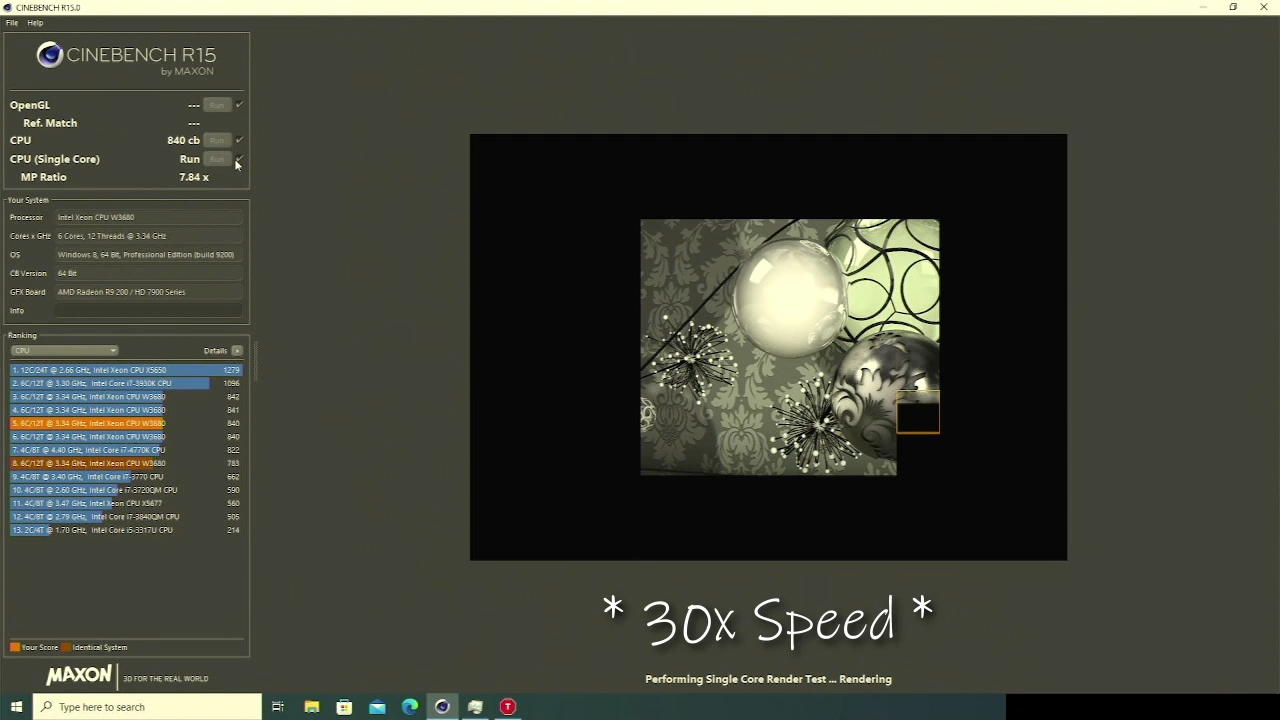 CINEBENCH R15.0
File Help
CINEBENCH R15
by MAXON
OpenGL --- Run
Ref. Match ---
CPU 840 cb Run
CPU (Single Core) Run Run
MP Ratio 7.84 x
Your System
Processor Intel Xeon CPU W3680
Cores x GHz 6 Cores, 12 Threads @ 3.34 GHz
OS Windows 8, 64 Bit, Professional Edition (build 9200)
CB Version 64 Bit
GFX Board AMD Radeon R9 200 / HD 7900 Series
Info
Ranking
CPU Details
1. 12C/24T @ 2.66 GHz, Intel Xeon CPU X5650 1279
2. 6C/12T @ 3.30 GHz, Intel Core i7-3930K CPU 1096
3. 6C/12T @ 3.34 GHz, Intel Xeon CPU W3680 842
4. 6C/12T @ 3.34 GHz, Intel Xeon CPU W3680 841
5. 6C/12T @ 3.34 GHz, Intel Xeon CPU W3680 840
6. 6C/12T @ 3.34 GHz, Intel Xeon CPU W3680 840
7. 4C/8T @ 4.40 GHz, Intel Core i7-4770K CPU 822
8. 6C/12T @ 3.34 GHz, Intel Xeon CPU W3680 783
9. 4C/8T @ 3.40 GHz, Intel Core i7-3770 CPU 662
10. 4C/8T @ 2.60 GHz, Intel Core i7-3720QM CPU 590
11. 4C/8T @ 3.47 GHz, Intel Xeon CPU X5677 560
12. 4C/8T @ 2.79 GHz, Intel Core i7-3840QM CPU 505
13. 2C/4T @ 1.70 GHz, Intel Core i5-3317U CPU 214
Your Score Identical System
MAXON 3D FOR THE REAL WORLD
* 30x Speed *
Performing Single Core Render Test ... Rendering
Type here to search
T